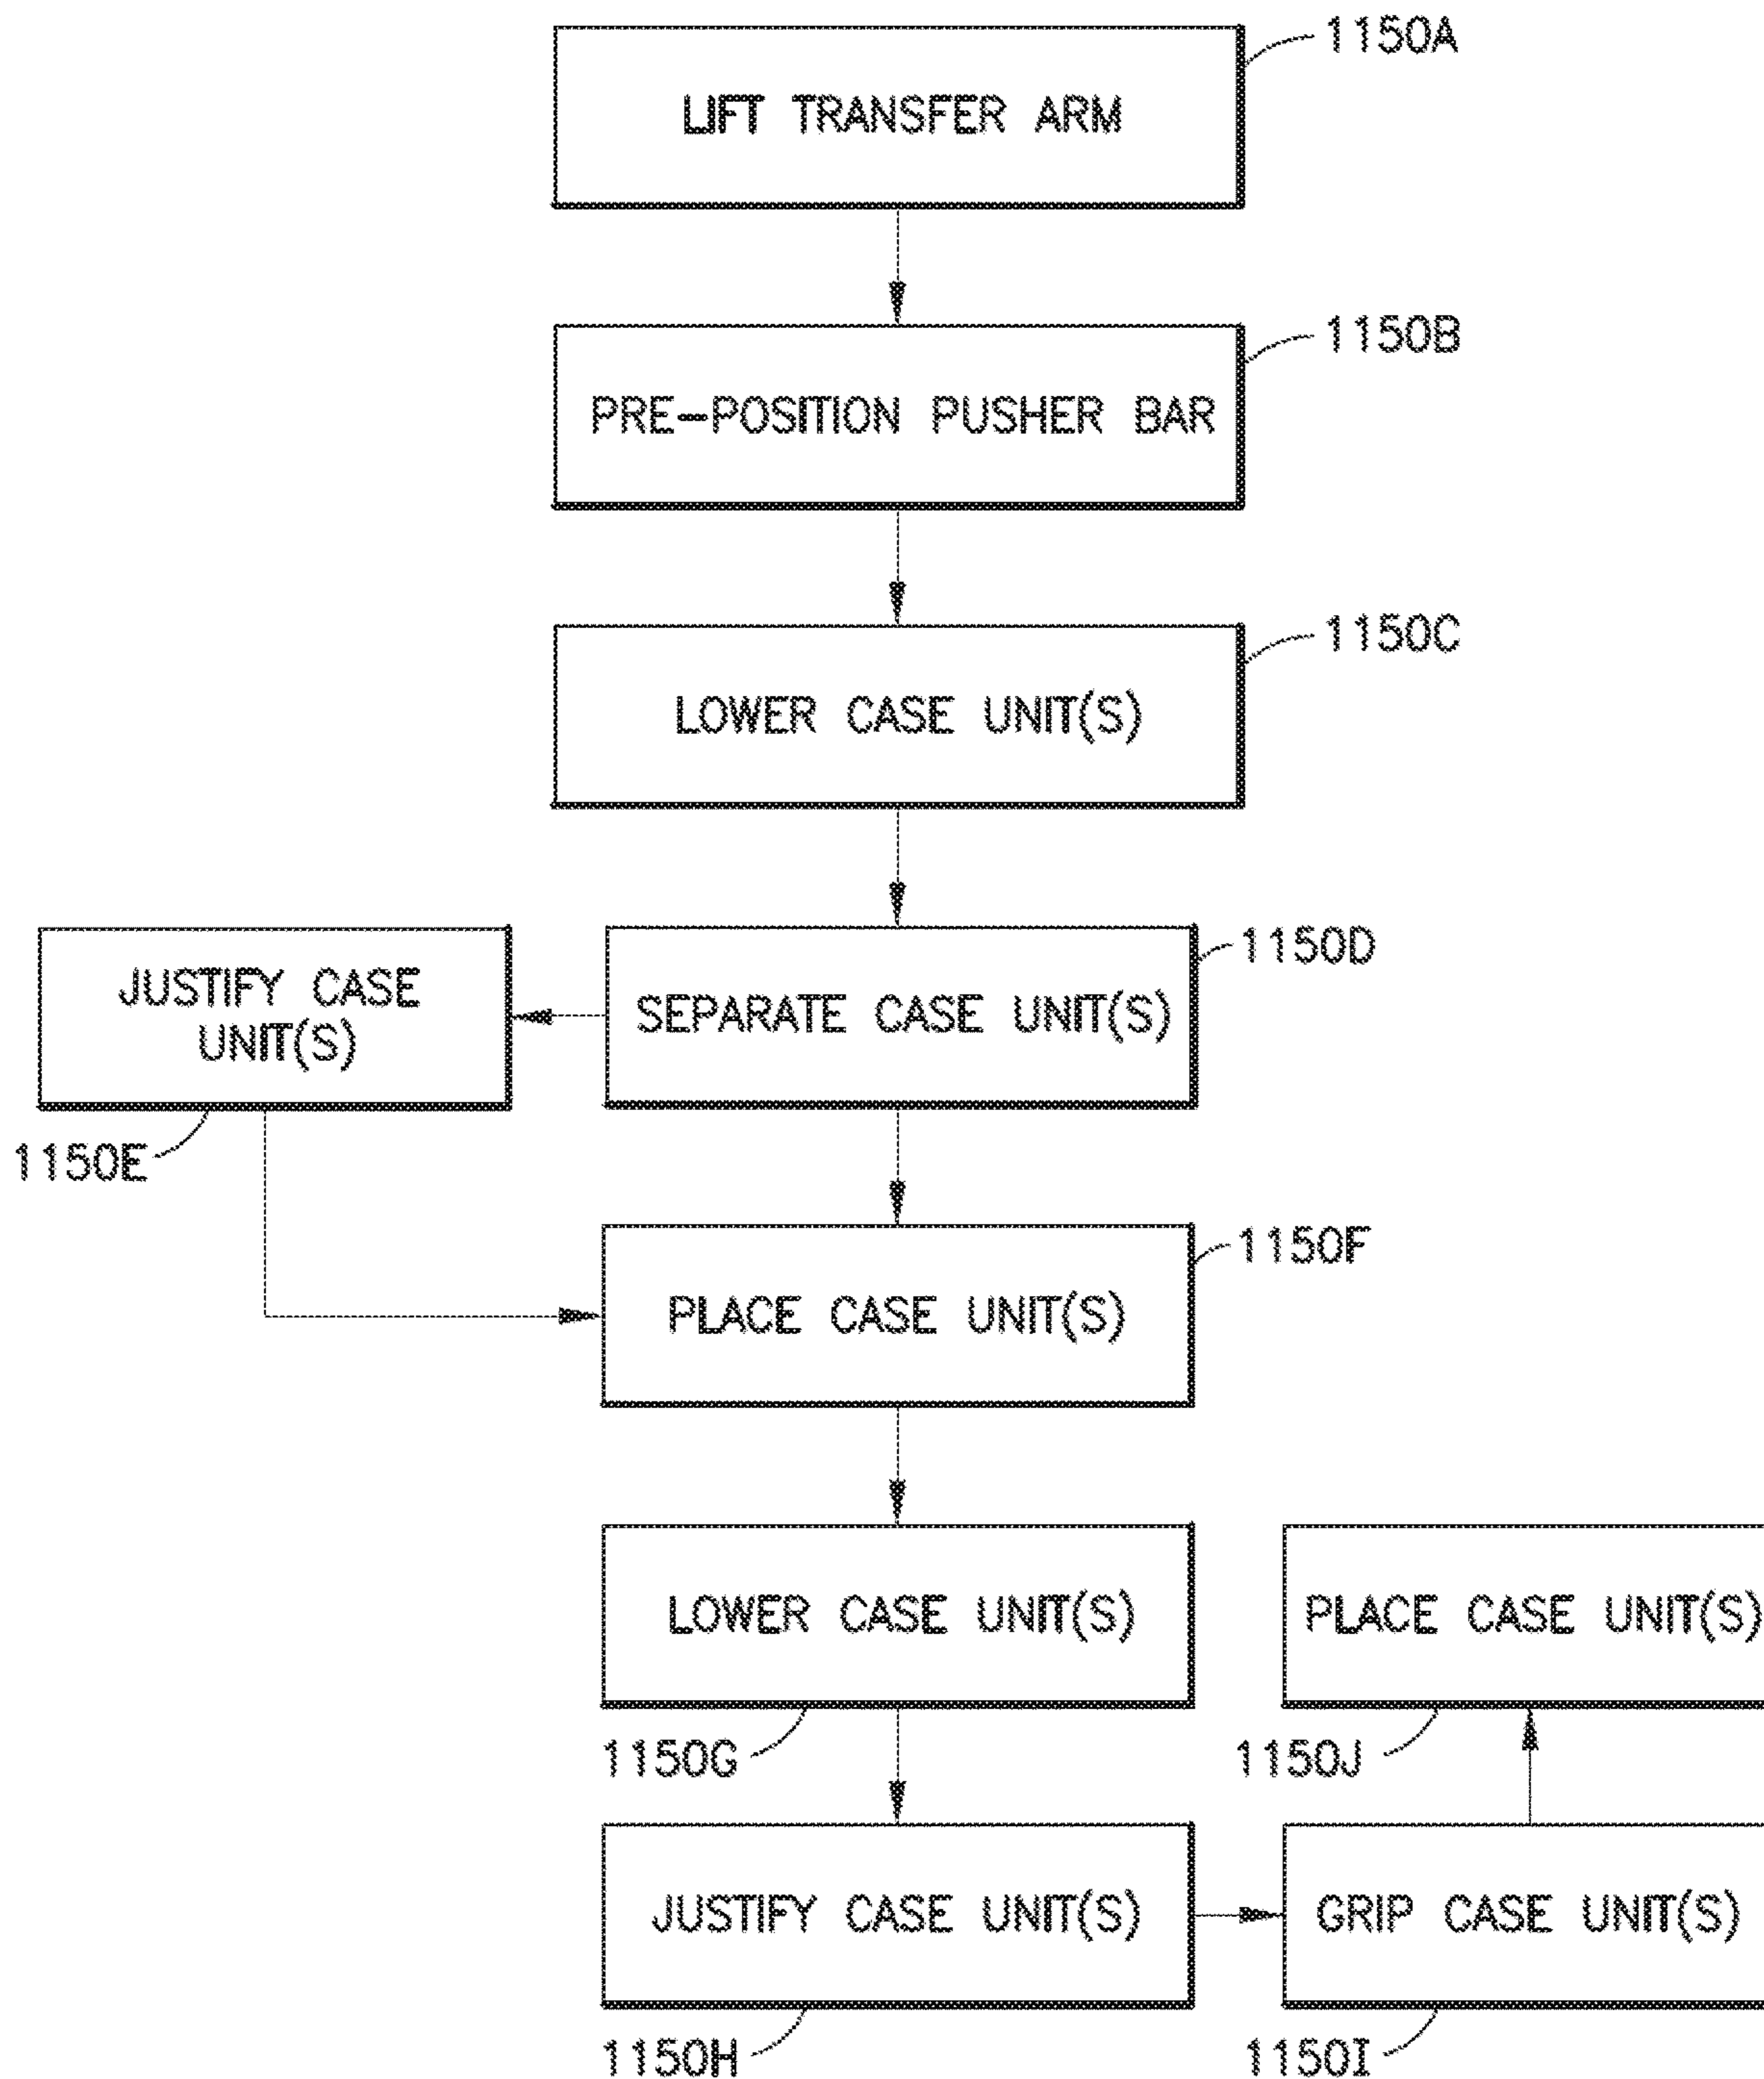 LIFT TRANSFER ARM
1150A
PRE-POSITION PUSHER BAR
1150B
LOWER CASE UNIT(S)
1150C
SEPARATE CASE UNIT(S)
1150D
JUSTIFY CASE
UNIT(S)
1150E
PLACE CASE UNIT(S)
1150F
LOWER CASE UNIT(S)
1150G
JUSTIFY CASE UNIT(S)
1150H
GRIP CASE UNIT(S)
1150I
PLACE CASE UNIT(S)
1150J